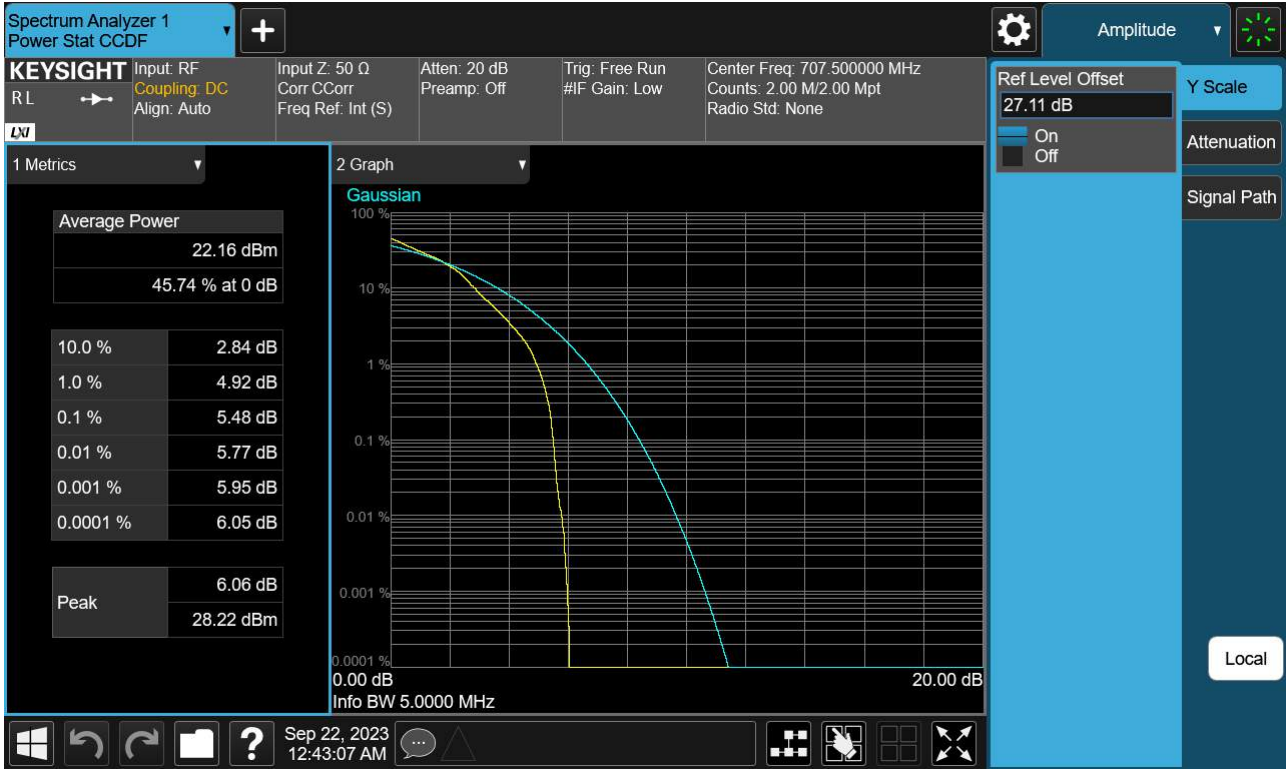 Spectrum Analyzer 1
Power Stat CCDF
+
Amplitude
KEYSIGHT
R L
LXI
Input: RF
Coupling: DC
Align: Auto
Input Z: 50 Ω
Corr CCorr
Freq Ref: Int (S)
Atten: 20 dB
Preamp: Off
Trig: Free Run
#IF Gain: Low
Center Freq: 707.500000 MHz
Counts: 2.00 M/2.00 Mpt
Radio Std: None
Ref Level Offset
27.11 dB
On
Off
Y Scale
Attenuation
Signal Path
1 Metrics
Average Power
22.16 dBm
45.74 % at 0 dB
10.0 % 2.84 dB
1.0 % 4.92 dB
0.1 % 5.48 dB
0.01 % 5.77 dB
0.001 % 5.95 dB
0.0001 % 6.05 dB
Peak
6.06 dB
28.22 dBm
2 Graph
Gaussian
100 %
10 %
1 %
0.1 %
0.01 %
0.001 %
0.0001 %
0.00 dB 20.00 dB
Info BW 5.0000 MHz
Local
?
Sep 22, 2023
12:43:07 AM